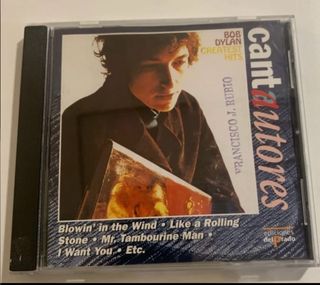 BOB
DYLAN
GREATEST
HITS
cantautores
FRANCISCO J. RUBIO
Blowin' in the Wind • Like a Rolling
Stone • Mr. Tambourine Man •
I Want You • Etc.
ediciones
del Prado